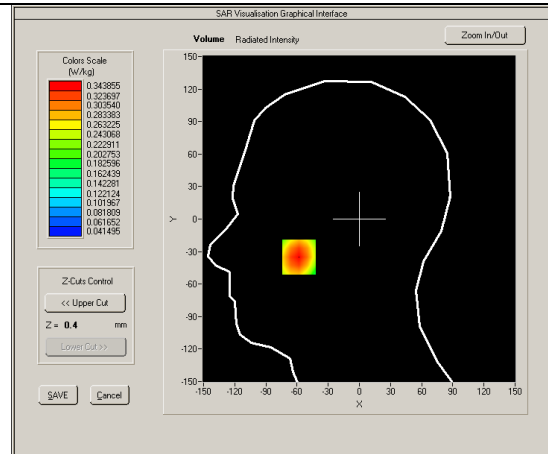 SAR Visualisation Graphical Interface
Volume Radiated Intensity
Zoom In/Out
Colors Scale
(W/kg)
0.343855
0.323697
0.303540
0.283383
0.263225
0.243068
0.222911
0.202753
0.182596
0.162439
0.142281
0.122124
0.101967
0.081809
0.061652
0.041495
Z-Cuts Control
<< Upper Cut
Z = 0.4 mm
Lower Cut >>
SAVE Cancel
150
120
90
60
30
0
-30
-60
-90
-120
-150
Y
-150 -120 -90 -60 -30 0 30 60 90 120 150
X